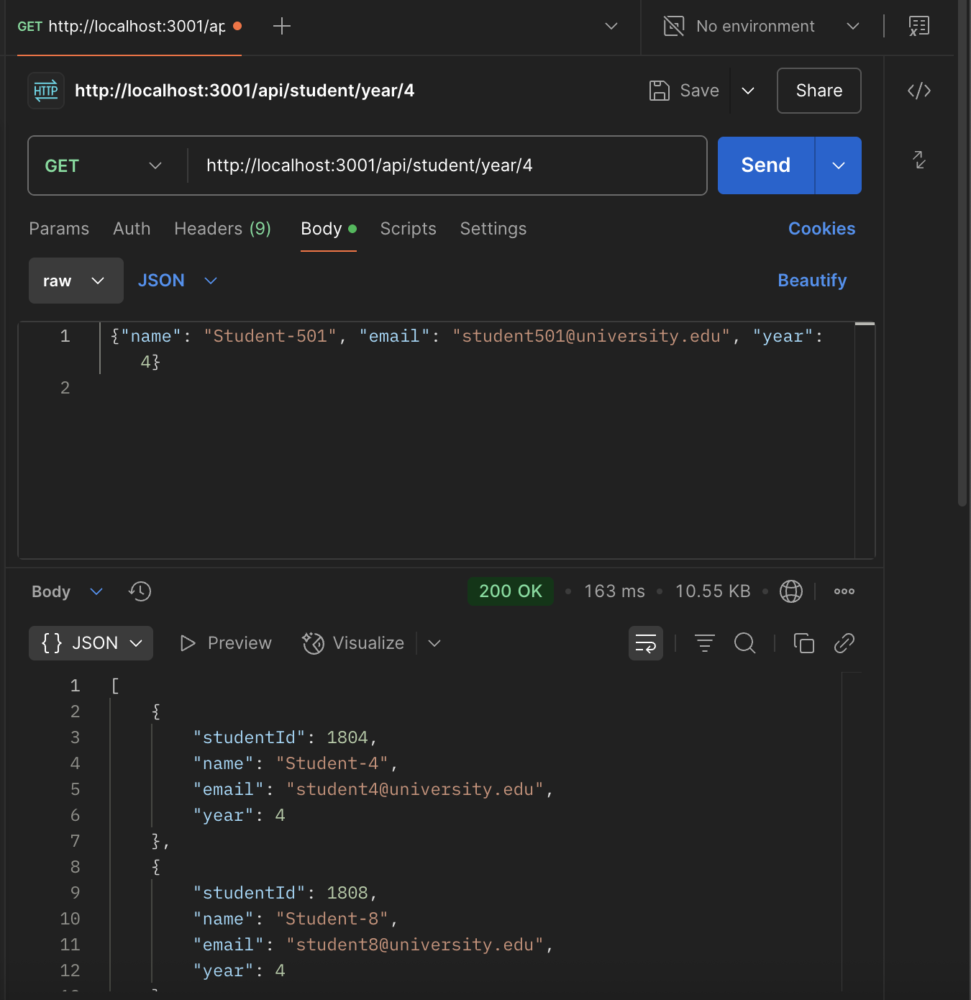 GET http://localhost:3001/ap
No environment
HTTP http://localhost:3001/api/student/year/4
Save
Share
GET
http://localhost:3001/api/student/year/4
Send
Params Auth Headers (9) Body Scripts Settings Cookies
raw JSON Beautify
1 {"name": "Student-501", "email": "student501@university.edu", "year":
4}
2
Body 200 OK 163 ms 10.55 KB
{} JSON Preview Visualize
1 [
2 {
3 "studentId": 1804,
4 "name": "Student-4",
5 "email": "student4@university.edu",
6 "year": 4
7 },
8 {
9 "studentId": 1808,
10 "name": "Student-8",
11 "email": "student8@university.edu",
12 "year": 4